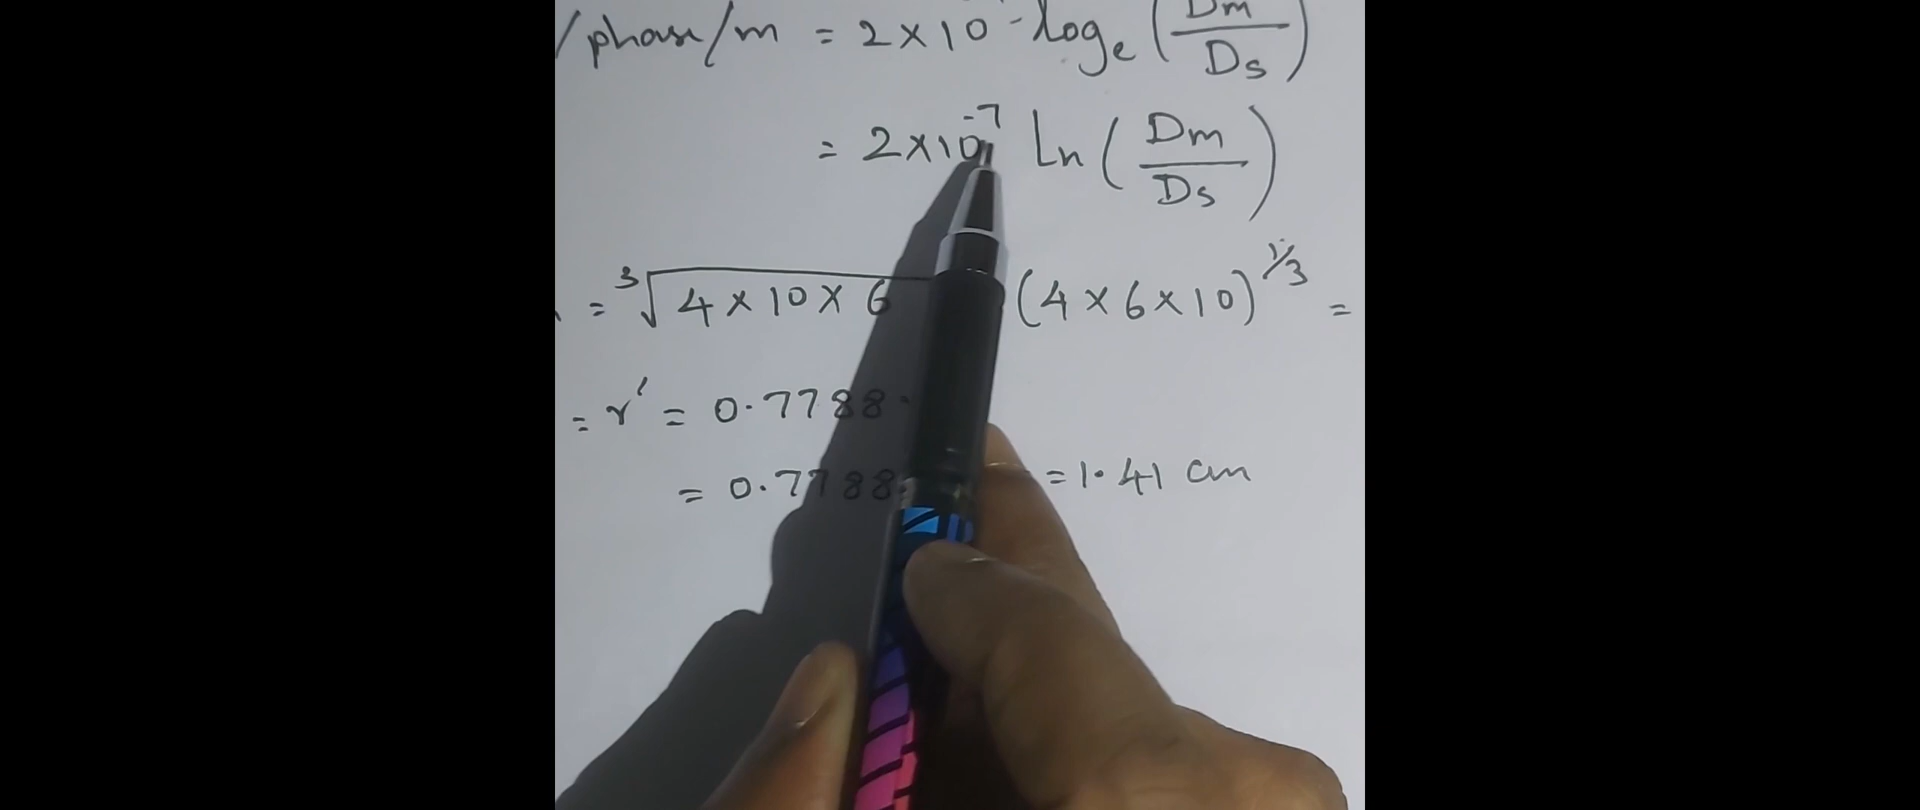 /phase/m = 2×10⁻ logₑ (Dm/Ds)
= 2×10⁻⁷ Ln (Dm/Ds)
= ³√4×10×6 (4×6×10)^1/3 =
= r' = 0.7788
= 0.7788 = 1.41 cm